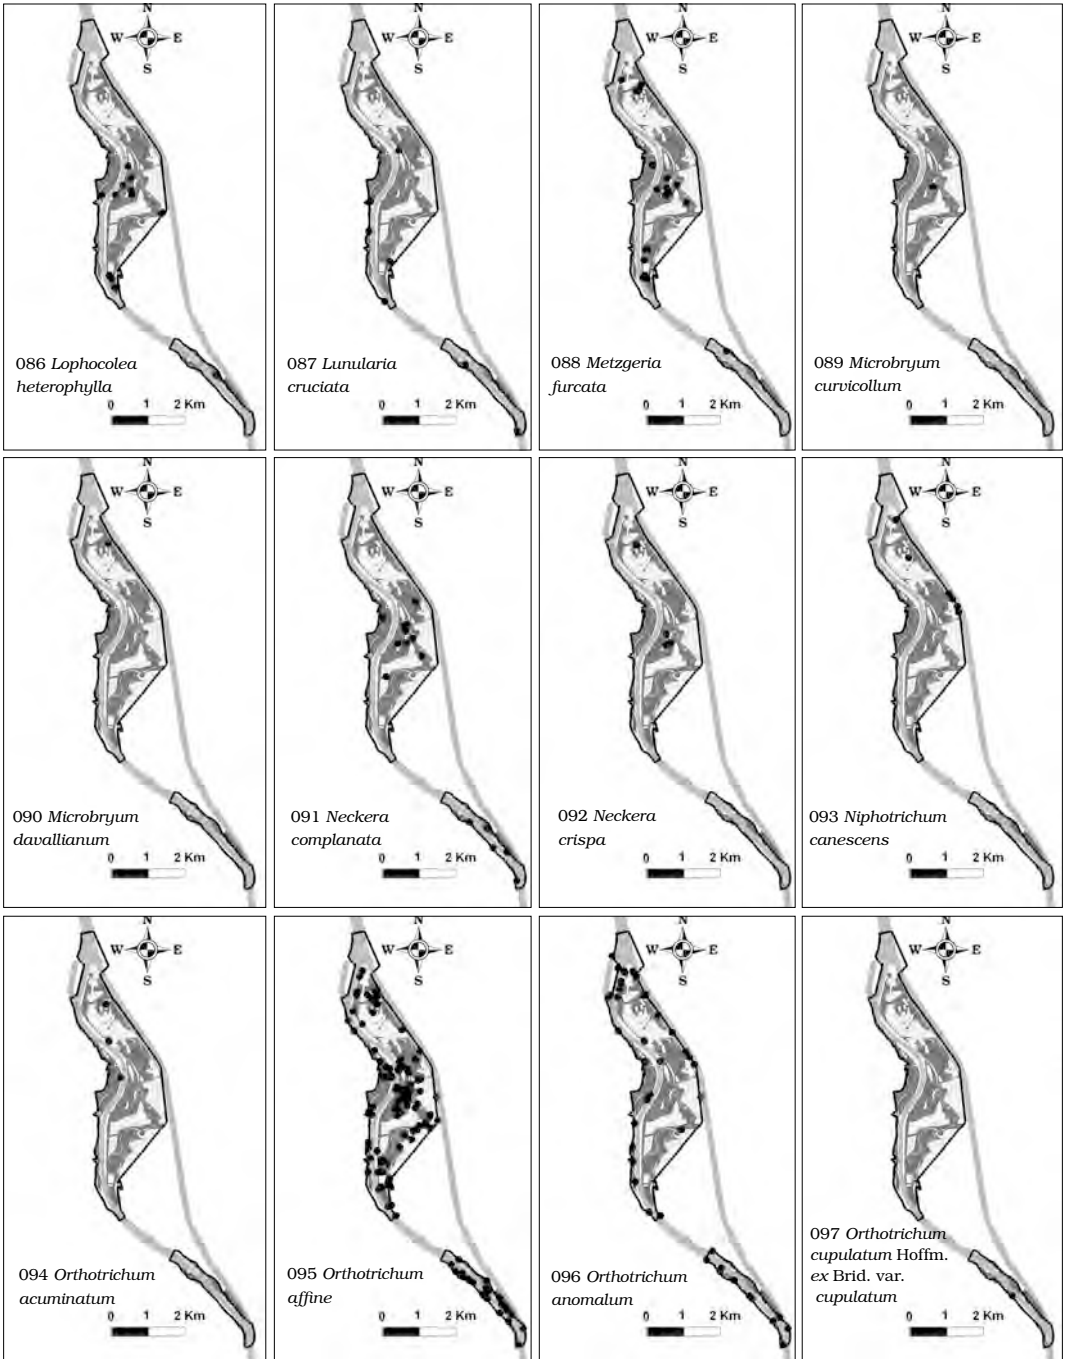 W E
S
086 Lophocolea
heterophylla
0 1 2 Km
W E
S
087 Lunularia
cruciata
0 1 2 Km
W E
S
088 Metzgeria
furcata
0 1 2 Km
W E
S
089 Microbryum
curvicollum
0 1 2 Km
N
W E
S
090 Microbryum
davallianum
0 1 2 Km
N
W E
S
091 Neckera
complanata
0 1 2 Km
N
W E
S
092 Neckera
crispa
0 1 2 Km
N
W E
S
093 Niphotrichum
canescens
0 1 2 Km
N
W E
S
094 Orthotrichum
acuminatum
0 1 2 Km
N
W E
S
095 Orthotrichum
affine
0 1 2 Km
N
W E
S
096 Orthotrichum
anomalum
0 1 2 Km
N
W E
S
097 Orthotrichum
cupulatum Hoffm.
ex Brid. var.
cupulatum
0 1 2 Km